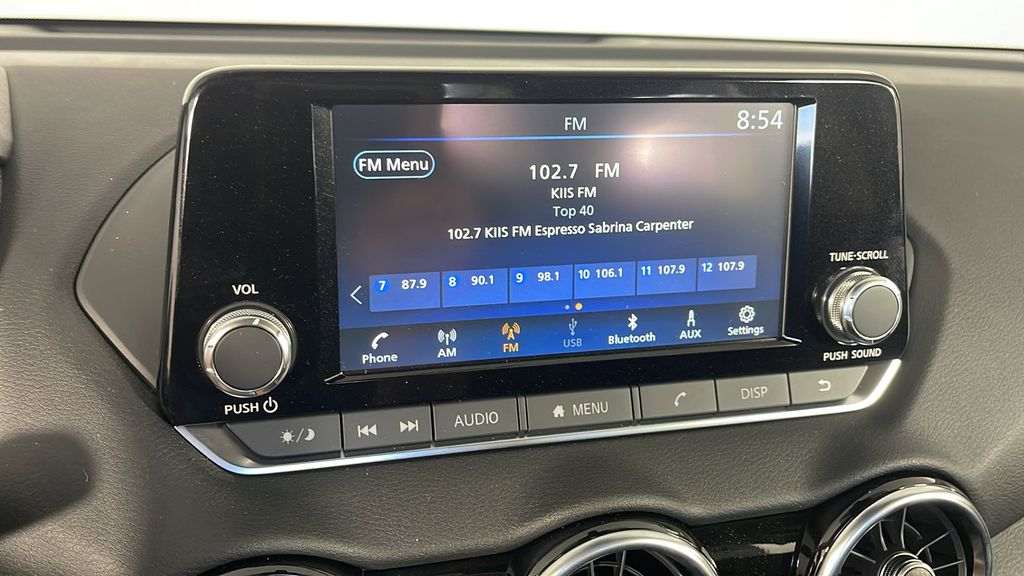 FM 8:54
FM Menu
102.7 FM
KIIS FM
Top 40
102.7 KIIS FM Espresso Sabrina Carpenter
7 87.9 8 90.1 9 98.1 10 106.1 11 107.9 12 107.9
Phone AM FM USB Bluetooth AUX Settings
VOL
PUSH
TUNE-SCROLL
PUSH SOUND
AUDIO MENU DISP